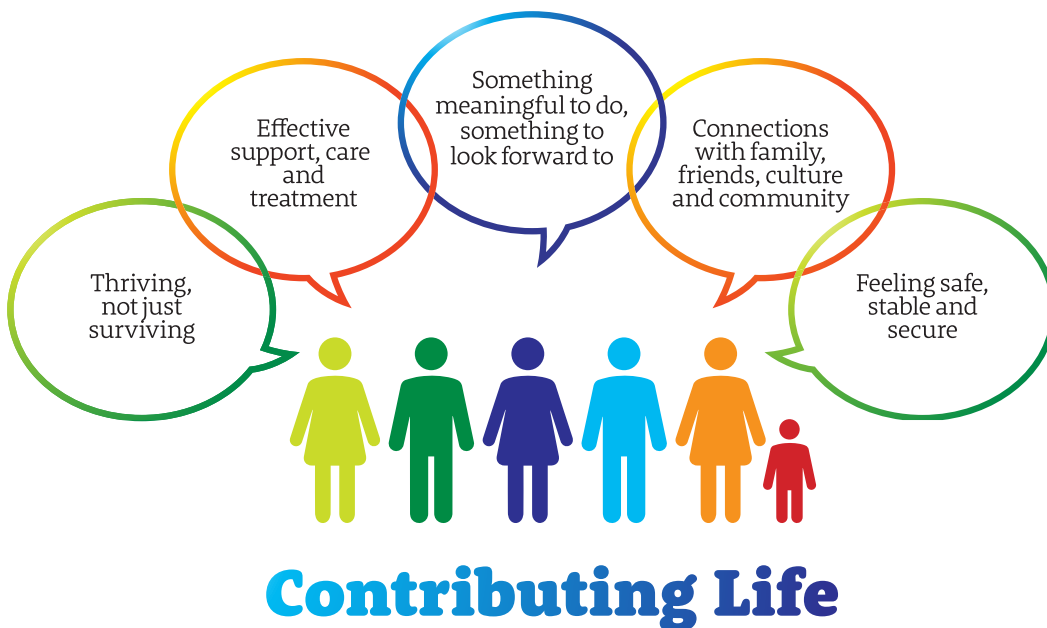 Something
meaningful to do,
something to
look forward to
Effective
support, care
and
treatment
Connections
with family,
friends, culture
and community
Thriving,
not just
surviving
Feeling safe,
stable and
secure
Contributing Life